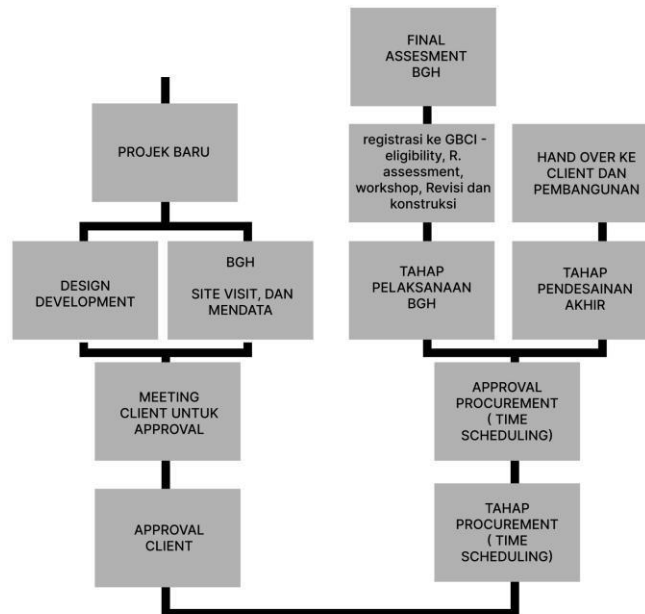 PROJEK BARU
DESIGN
DEVELOPMENT
BGH
SITE VISIT, DAN
MENDATA
MEETING
CLIENT UNTUK
APPROVAL
APPROVAL
CLIENT
FINAL
ASSESMENT
BGH
registrasi ke GBCI -
eligibility, R.
assessment,
workshop, Revisi dan
konstruksi
HAND OVER KE
CLIENT DAN
PEMBANGUNAN
TAHAP
PELAKSANAAN
BGH
TAHAP
PENDESAINAN
AKHIR
APPROVAL
PROCUREMENT
( TIME
SCHEDULING)
TAHAP
PROCUREMENT
( TIME
SCHEDULING)